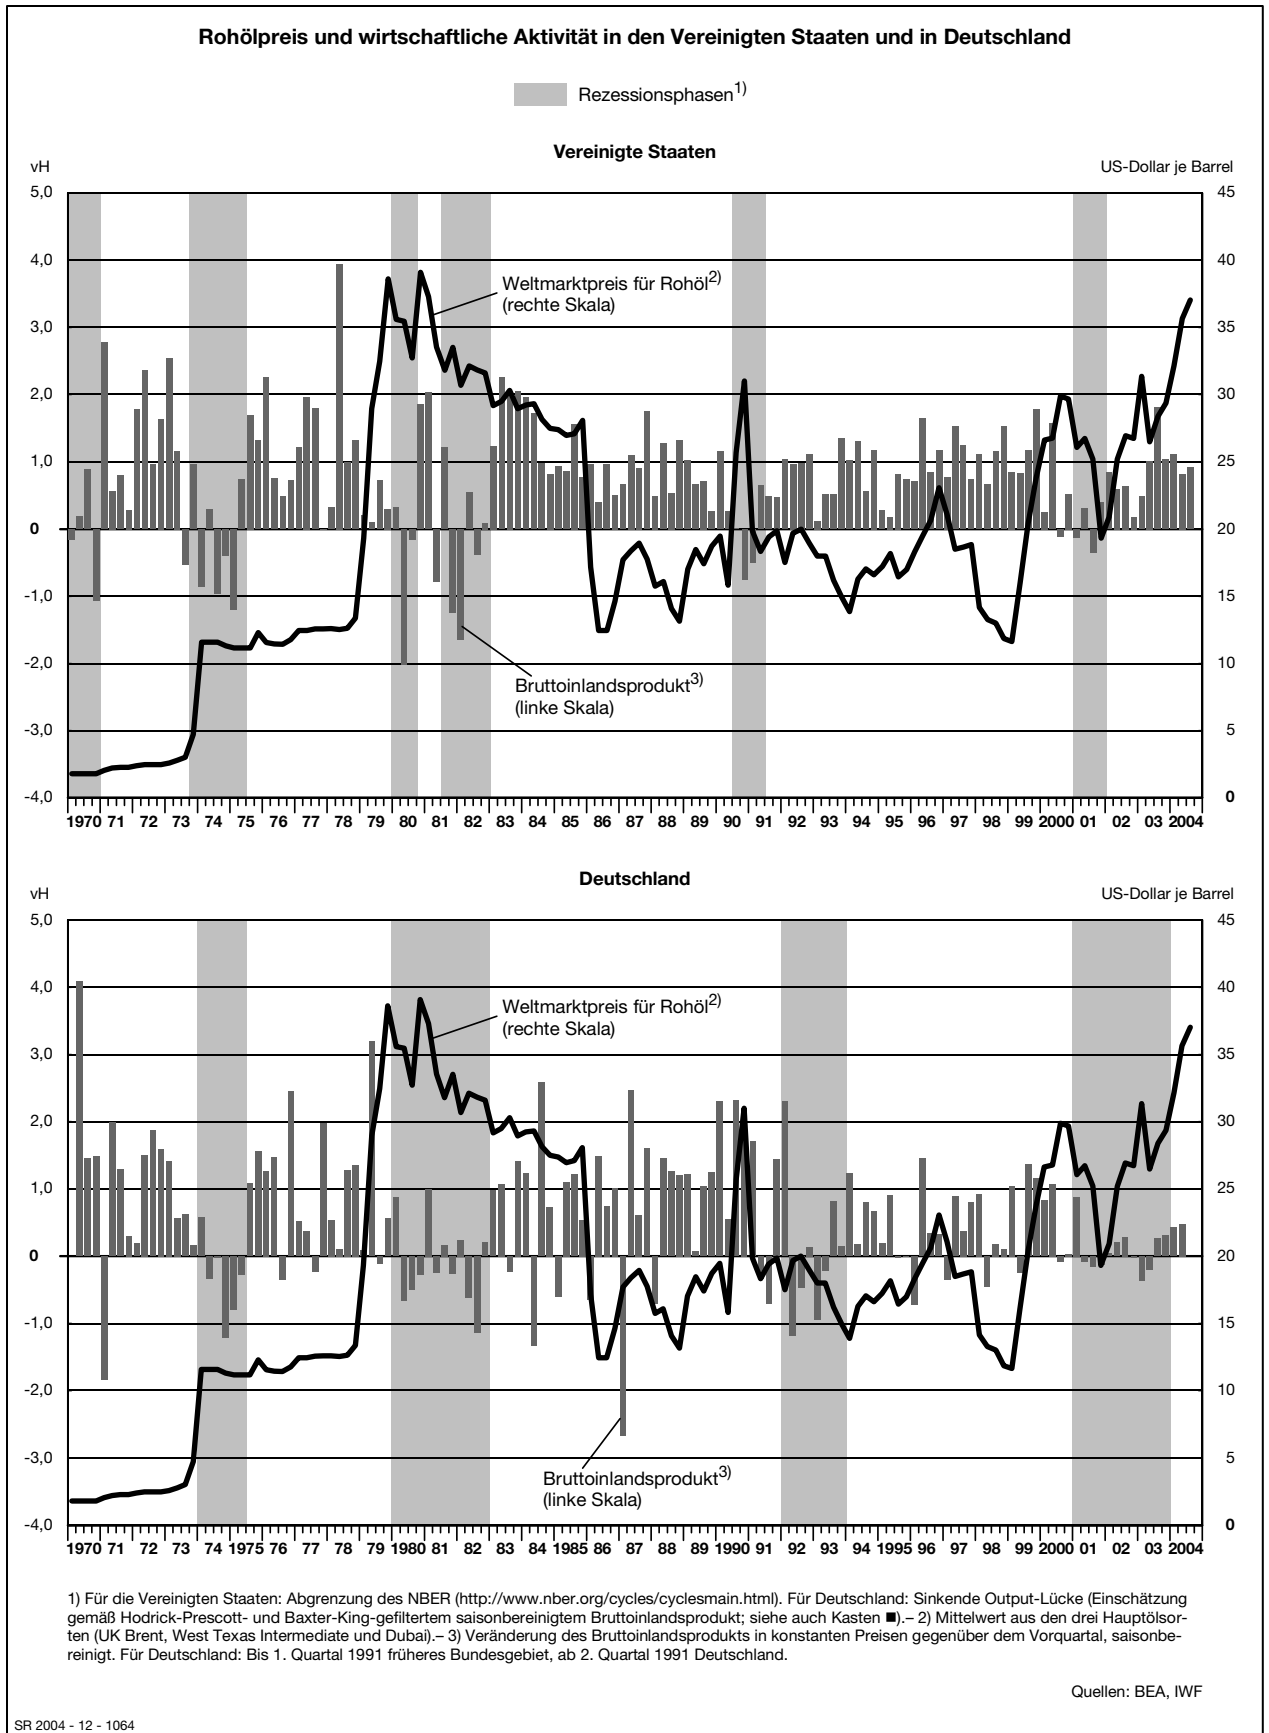 Rohölpreis und wirtschaftliche Aktivität in den Vereinigten Staaten und in Deutschland
Rezessionsphasen1)
Vereinigte Staaten
vH
US-Dollar je Barrel
5,0
45
4,0
40
Weltmarktpreis für Rohöl2)
(rechte Skala)
3,0
35
2,0
30
1,0
25
0
20
-1,0
15
-2,0
10
Bruttoinlandsprodukt3)
(linke Skala)
-3,0
5
-4,0
0
1970 71 72 73 74 75 76 77 78 79 80 81 82 83 84 85 86 87 88 89 90 91 92 93 94 1995 96 97 98 99 2000 01 02 03 2004
Deutschland
vH
US-Dollar je Barrel
5,0
45
4,0
40
Weltmarktpreis für Rohöl2)
(rechte Skala)
3,0
35
2,0
30
1,0
25
0
20
-1,0
15
-2,0
10
-3,0
5
Bruttoinlandsprodukt3)
(linke Skala)
-4,0
0
1970 71 72 73 74 1975 76 77 78 79 1980 81 82 83 84 1985 86 87 88 89 1990 91 92 93 94 1995 96 97 98 99 2000 01 02 03 2004
1) Für die Vereinigten Staaten: Abgrenzung des NBER (http://www.nber.org/cycles/cyclesmain.html). Für Deutschland: Sinkende Output-Lücke (Einschätzung
gemäß Hodrick-Prescott- und Baxter-King-gefiltertem saisonbereinigtem Bruttoinlandsprodukt; siehe auch Kasten ■).– 2) Mittelwert aus den drei Hauptölsor-
ten (UK Brent, West Texas Intermediate und Dubai).– 3) Veränderung des Bruttoinlandsprodukts in konstanten Preisen gegenüber dem Vorquartal, saisonbe-
reinigt. Für Deutschland: Bis 1. Quartal 1991 früheres Bundesgebiet, ab 2. Quartal 1991 Deutschland.
Quellen: BEA, IWF
SR 2004 - 12 - 1064